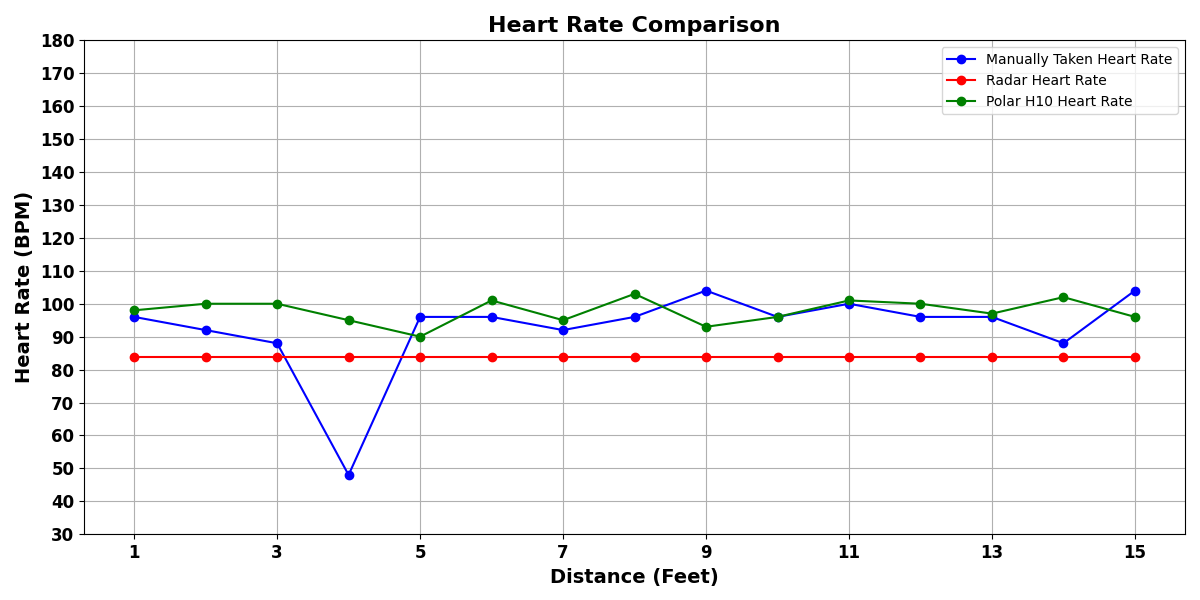 Heart Rate Comparison
Heart Rate (BPM)
180
170
160
150
140
130
120
110
100
90
80
70
60
50
40
30
Manually Taken Heart Rate
Radar Heart Rate
Polar H10 Heart Rate
1 3 5 7 9 11 13 15
Distance (Feet)